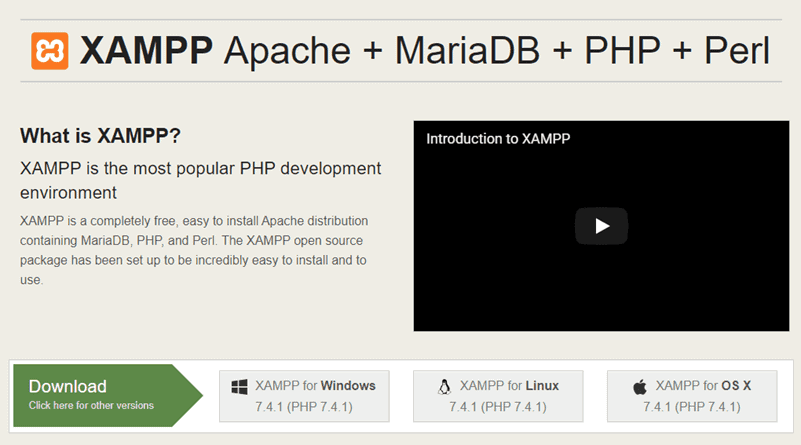 XAMPP Apache + MariaDB + PHP + Perl
What is XAMPP?
XAMPP is the most popular PHP development
environment
XAMPP is a completely free, easy to install Apache distribution
containing MariaDB, PHP, and Perl. The XAMPP open source
package has been set up to be incredibly easy to install and to
use.
Introduction to XAMPP
Download
Click here for other versions
XAMPP for Windows
7.4.1 (PHP 7.4.1)
XAMPP for Linux
7.4.1 (PHP 7.4.1)
XAMPP for OS X
7.4.1 (PHP 7.4.1)